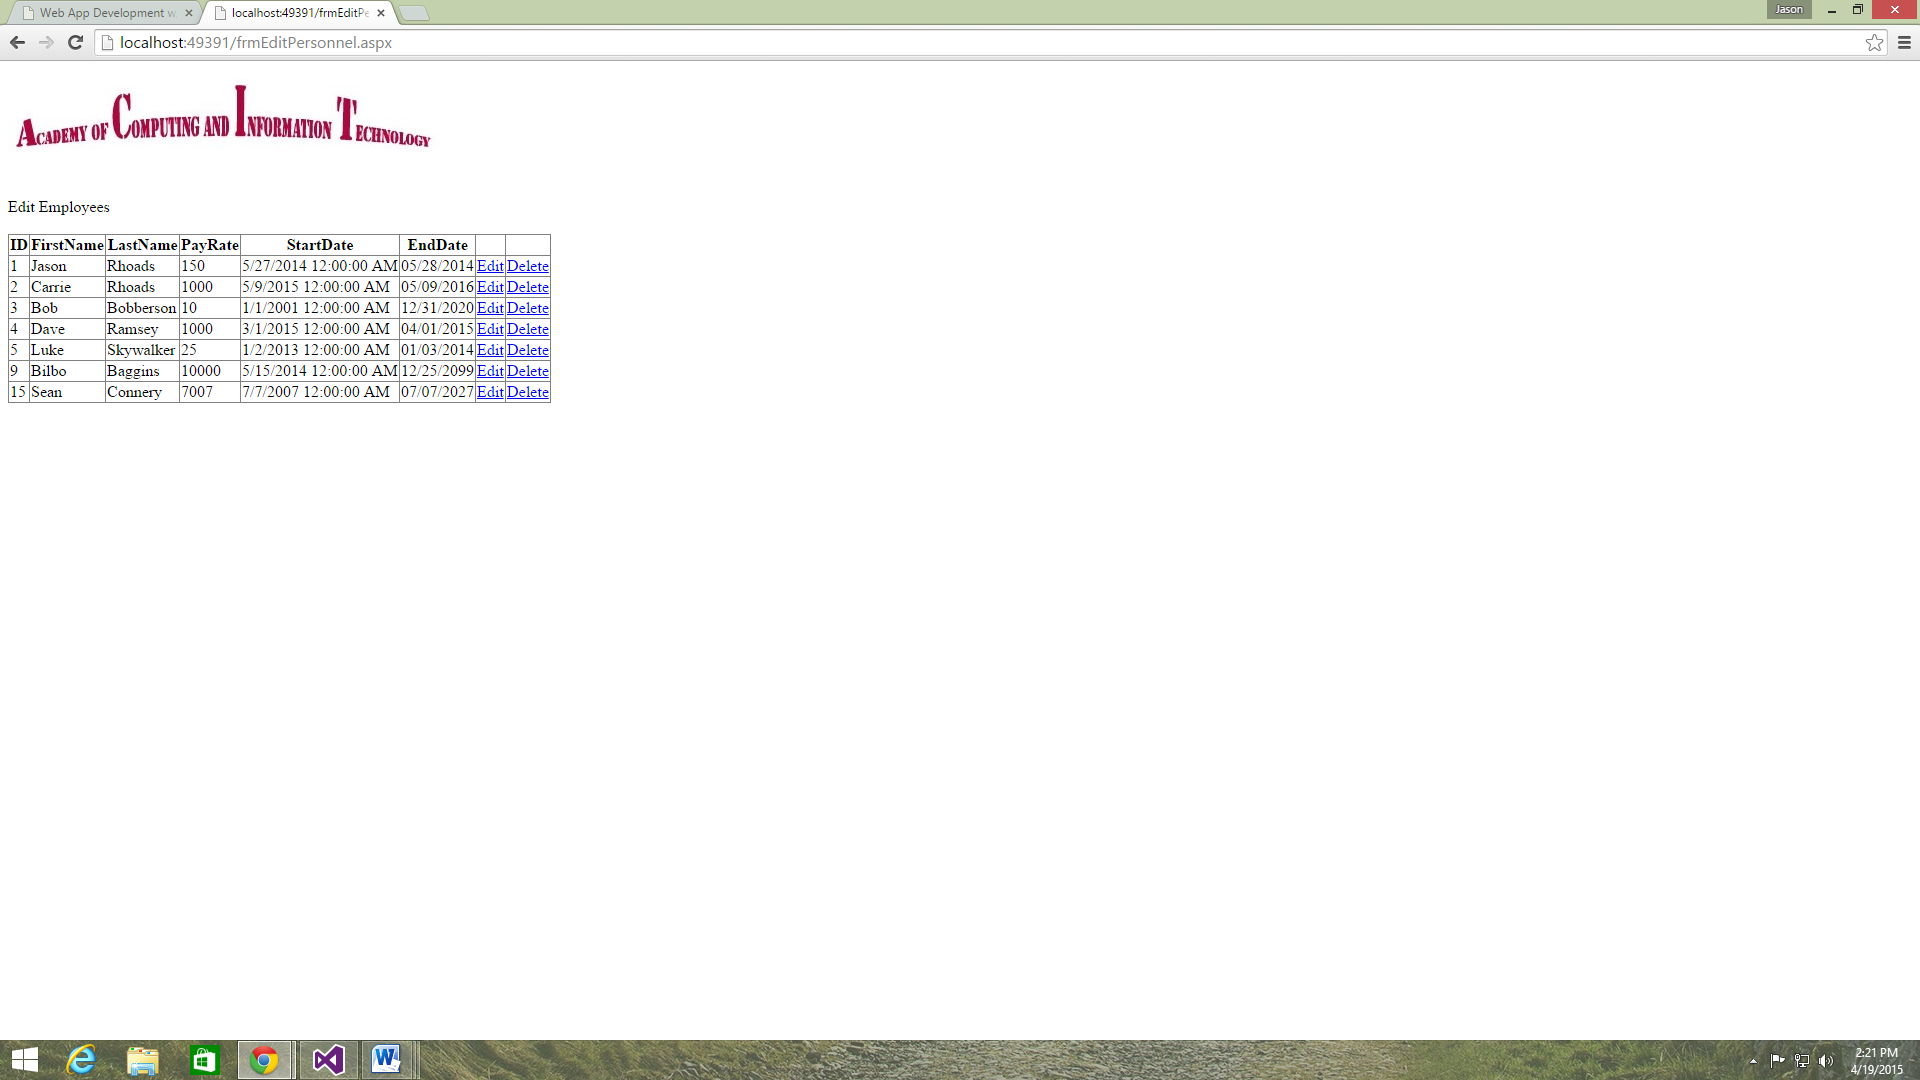 Web App Development w
localhost:49391/frmEditPe
Jason
localhost:49391/frmEditPersonnel.aspx
ACADEMY OF COMPUTING AND INFORMATION TECHNOLOGY
Edit Employees
ID FirstName LastName PayRate StartDate EndDate
1 Jason Rhoads 150 5/27/2014 12:00:00 AM 05/28/2014 Edit Delete
2 Carrie Rhoads 1000 5/9/2015 12:00:00 AM 05/09/2016 Edit Delete
3 Bob Bobberson 10 1/1/2001 12:00:00 AM 12/31/2020 Edit Delete
4 Dave Ramsey 1000 3/1/2015 12:00:00 AM 04/01/2015 Edit Delete
5 Luke Skywalker 25 1/2/2013 12:00:00 AM 01/03/2014 Edit Delete
9 Bilbo Baggins 10000 5/15/2014 12:00:00 AM 12/25/2099 Edit Delete
15 Sean Connery 7007 7/7/2007 12:00:00 AM 07/07/2027 Edit Delete
2:21 PM
4/19/2015